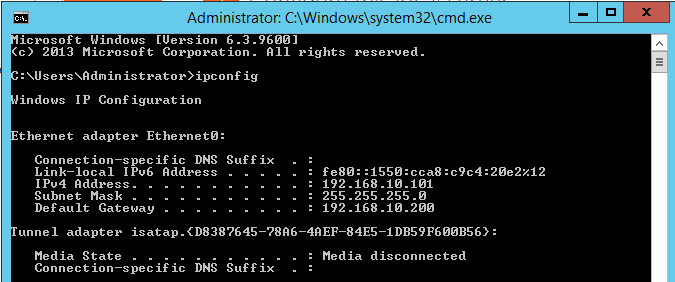 Administrator: C:\Windows\system32\cmd.exe
Microsoft Windows [Version 6.3.9600]
(c) 2013 Microsoft Corporation. All rights reserved.
C:\Users\Administrator>ipconfig
Windows IP Configuration
Ethernet adapter Ethernet0:
Connection-specific DNS Suffix  . :
Link-local IPv6 Address . . . . . : fe80::1550:cca8:c9c4:20e2%12
IPv4 Address. . . . . . . . . . . : 192.168.10.101
Subnet Mask . . . . . . . . . . . : 255.255.255.0
Default Gateway . . . . . . . . . : 192.168.10.200
Tunnel adapter isatap.{D8387645-78A6-4AEF-84E5-1DB59F600B56}:
Media State . . . . . . . . . . . : Media disconnected
Connection-specific DNS Suffix  . :